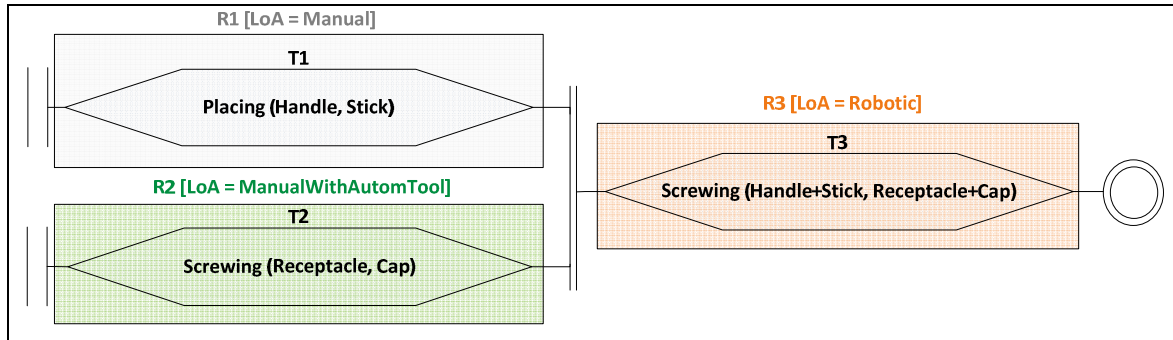 R1 [LoA = Manual]
T1
Placing (Handle, Stick)
R2 [LoA = ManualWithAutomTool]
T2
Screwing (Receptacle, Cap)
R3 [LoA = Robotic]
T3
Screwing (Handle+Stick, Receptacle+Cap)